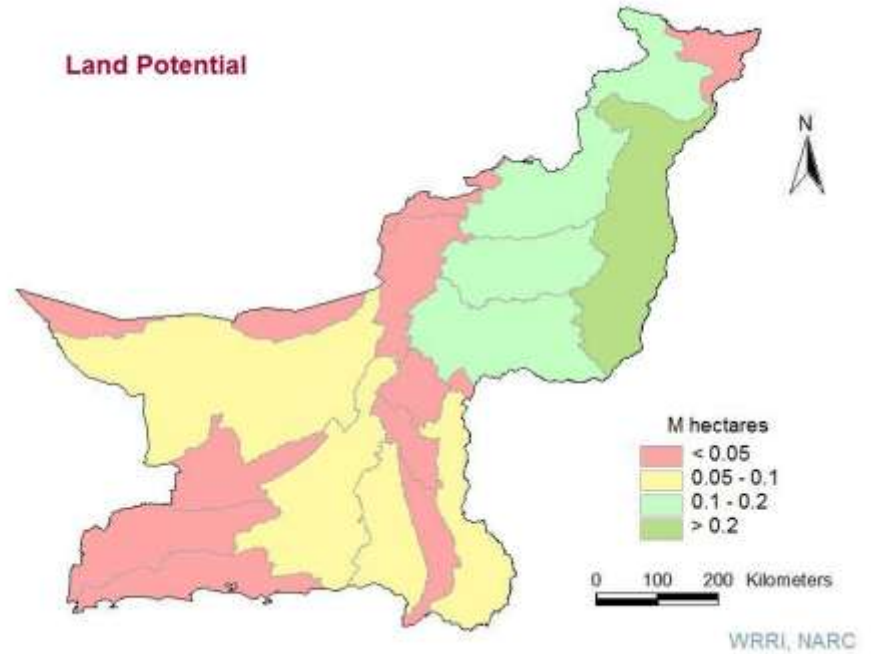 Land Potential
N
M hectares
< 0.05
0.05 - 0.1
0.1 - 0.2
> 0.2
0 100 200 Kilometers
WRRI, NARC